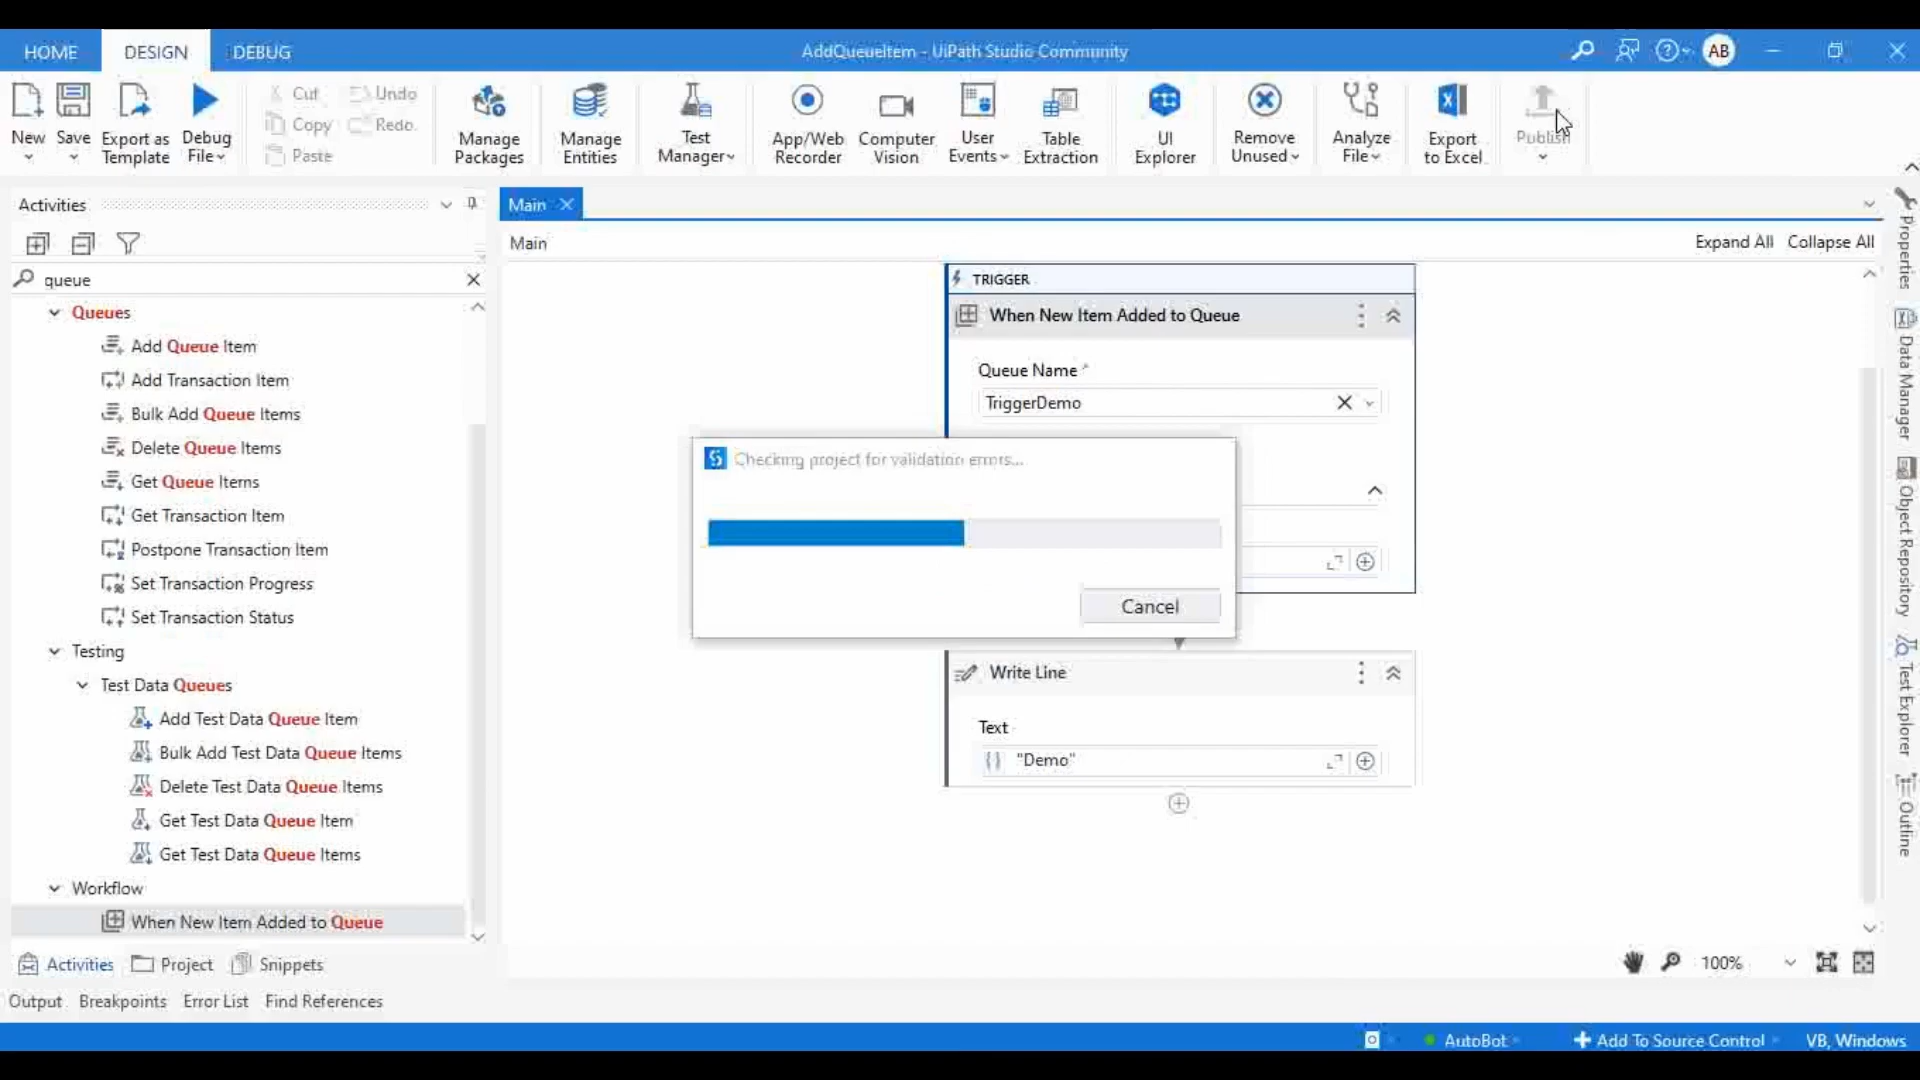 HOME DESIGN DEBUG AddQueueItem - UiPath Studio Community AB
New Save Export as Template Debug File Cut Copy Paste Undo Redo Manage Packages Manage Entities Test Manager App/Web Recorder Computer Vision User Events Table Extraction UI Explorer Remove Unused Analyze File Export to Excel Publish
Activities
queue
Queues
Add Queue Item
Add Transaction Item
Bulk Add Queue Items
Delete Queue Items
Get Queue Items
Get Transaction Item
Postpone Transaction Item
Set Transaction Progress
Set Transaction Status
Testing
Test Data Queues
Add Test Data Queue Item
Bulk Add Test Data Queue Items
Delete Test Data Queue Items
Get Test Data Queue Item
Get Test Data Queue Items
Workflow
When New Item Added to Queue
Activities Project Snippets
Main
Main Expand All Collapse All
TRIGGER
When New Item Added to Queue
Queue Name *
TriggerDemo
Checking project for validation errors...
Cancel
Write Line
Text
"Demo"
100%
Properties
Data Manager
Object Repository
Test Explorer
Outline
Output Breakpoints Error List Find References
AutoBot Add To Source Control VB, Windows